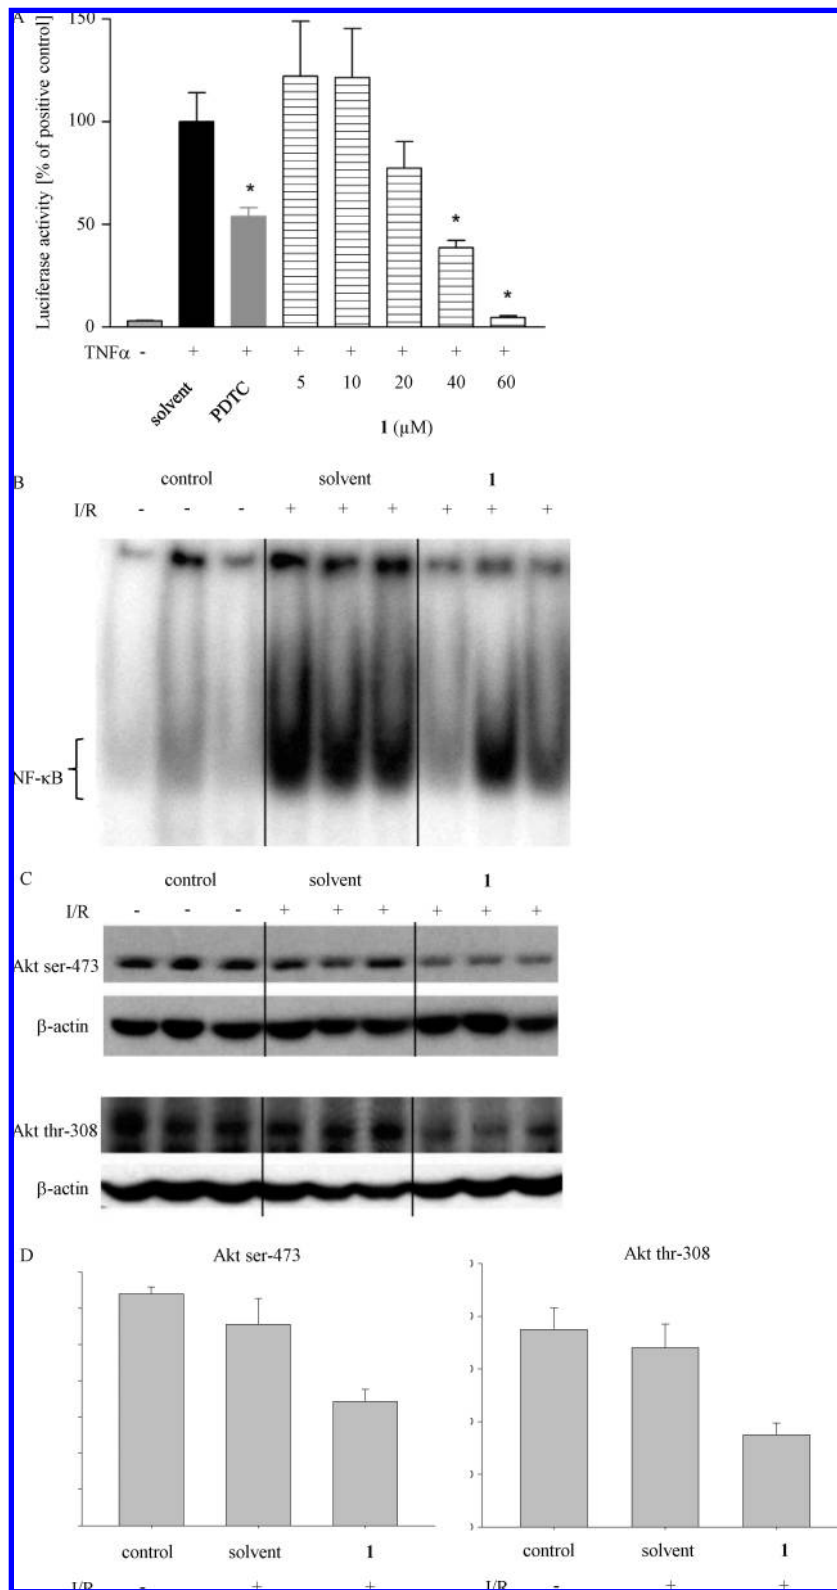 A
150
100
50
0
Luciferase activity [% of positive control]
*
*
*
TNFα - + + + + + + +
solvent PDTC 5 10 20 40 60
1 (µM)
B
control solvent 1
I/R - - - + + + + + +
NF-κB
C
control solvent 1
I/R - - - + + + + + +
Akt ser-473
β-actin
Akt thr-308
β-actin
D
Akt ser-473 Akt thr-308
control solvent 1 control solvent 1
I/R - + + I/R - + +